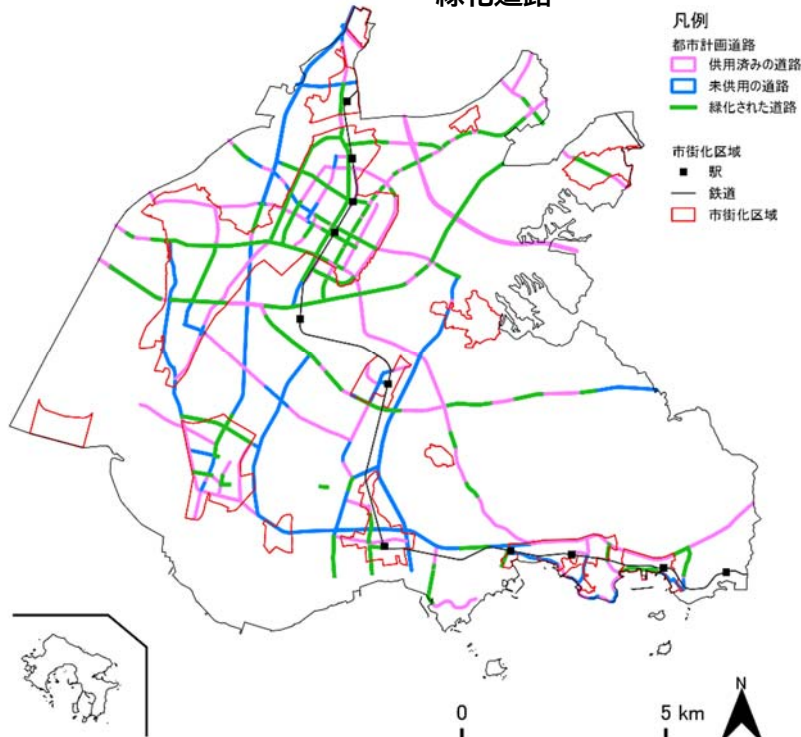 緑化道路
凡例
都市計画道路
供用済みの道路
未供用の道路
緑化された道路
市街化区域
駅
鉄道
市街化区域
N
0 5 km